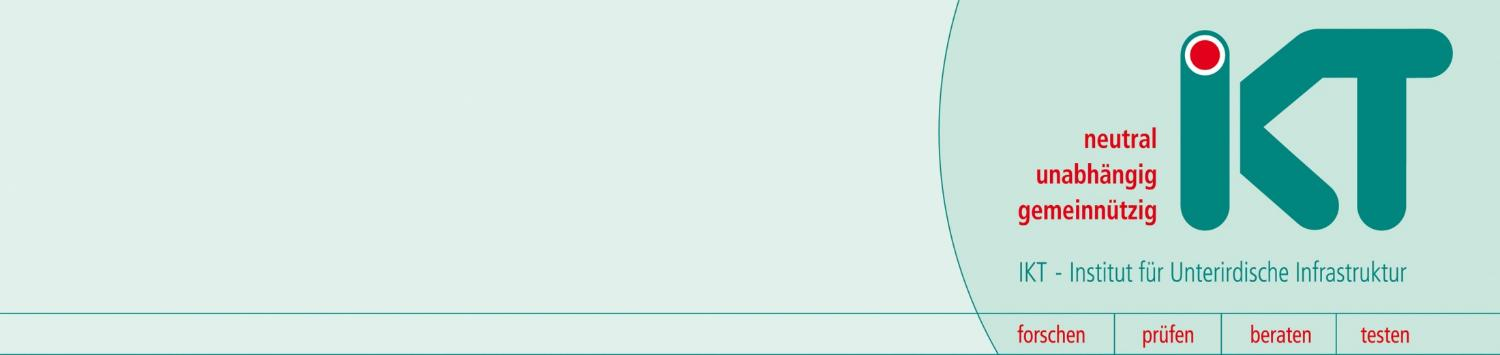 neutral
unabhängig
gemeinnützig
iKT
IKT - Institut für Unterirdische Infrastruktur
forschen prüfen beraten testen